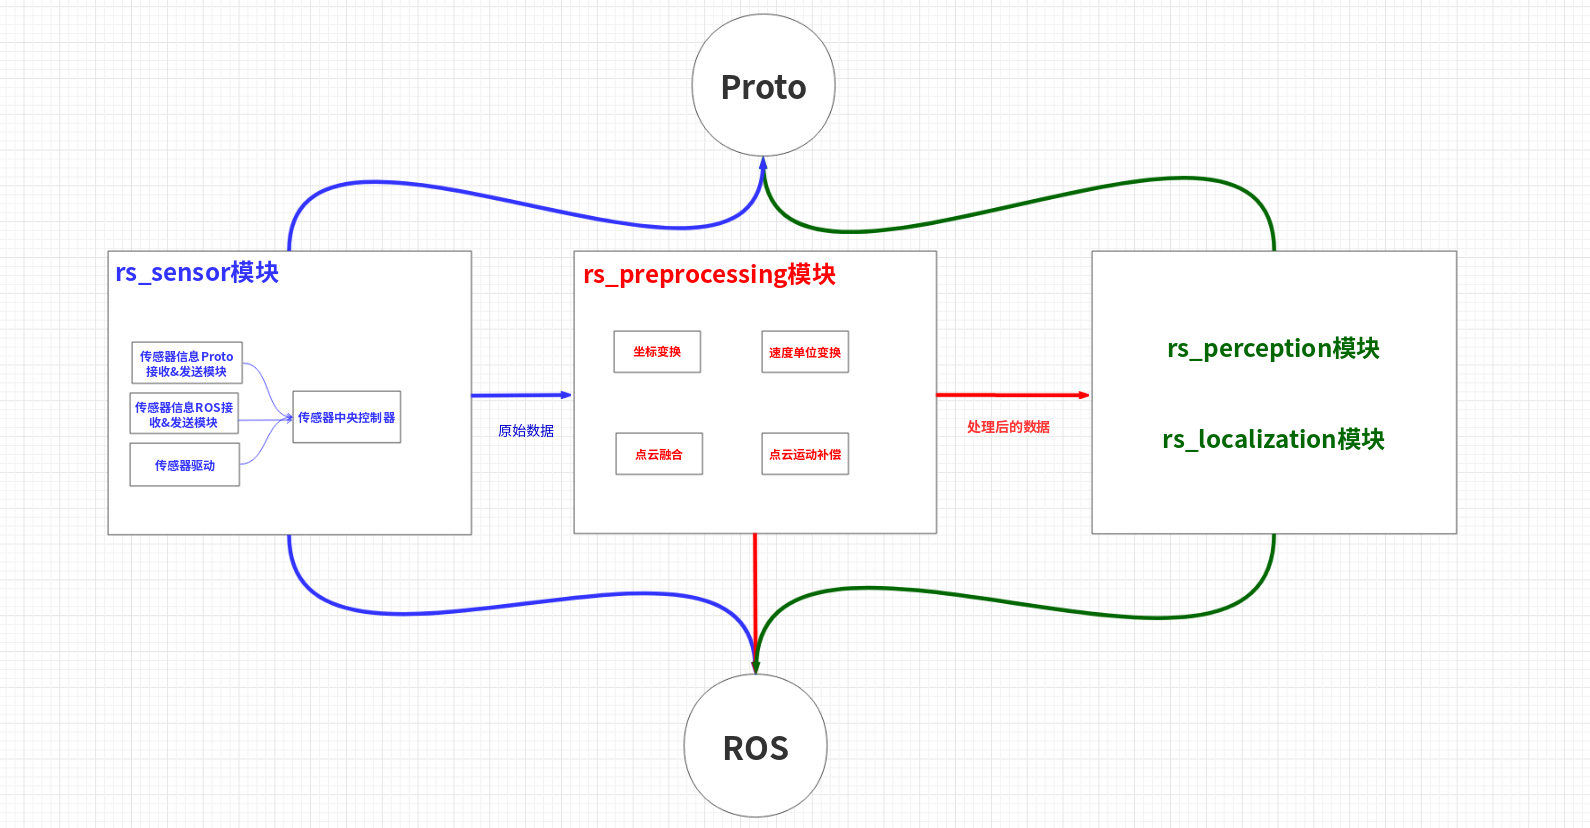 Proto
rs_sensor模块
传感器信息Proto
接收&发送模块
传感器信息ROS接
收&发送模块
传感器驱动
传感器中央控制器
原始数据
rs_preprocessing模块
坐标变换
速度单位变换
点云融合
点云运动补偿
处理后的数据
rs_perception模块
rs_localization模块
ROS